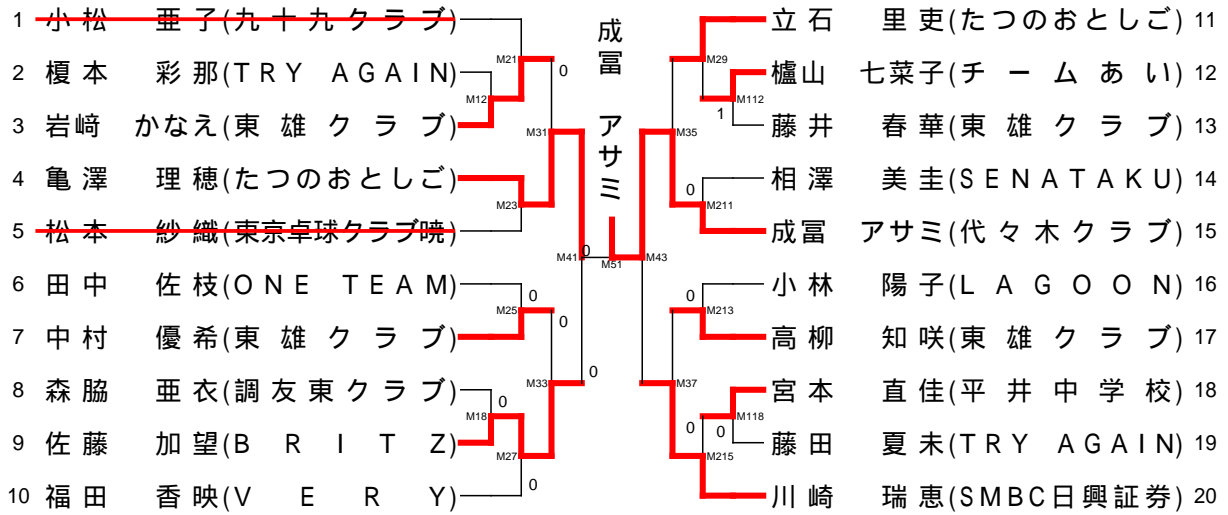 1 小松 亜子(九十九クラブ)
2 榎本 彩那(TRY AGAIN)
3 岩﨑 かなえ(東雄クラブ)
4 亀澤 理穂(たつのおとしご)
5 松本 紗織(東京卓球クラブ暁)
6 田中 佐枝(ONE TEAM)
7 中村 優希(東雄クラブ)
8 森脇 亜衣(調友東クラブ)
9 佐藤 加望(BRITZ)
10 福田 香映(VERY)
M21
0
M12
M31
M23
M41
0
M25
0
0
M33
0
0
M18
M27
0
成冨 アサミ
M51
M29
M112
1
M35
0
M211
M43
0
M213
M37
M118
0
0
M215
立石 里吏(たつのおとしご) 11
櫨山 七菜子(チームあい) 12
藤井 春華(東雄クラブ) 13
相澤 美圭(SENATAKU) 14
成冨 アサミ(代々木クラブ) 15
小林 陽子(LAGOON) 16
高柳 知咲(東雄クラブ) 17
宮本 直佳(平井中学校) 18
藤田 夏未(TRY AGAIN) 19
川崎 瑞恵(SMBC日興証券) 20